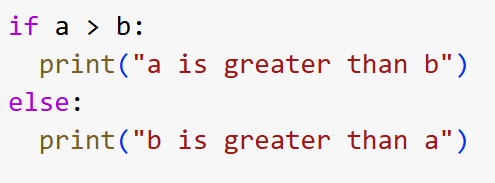 if a > b:
  print("a is greater than b")
else:
  print("b is greater than a")